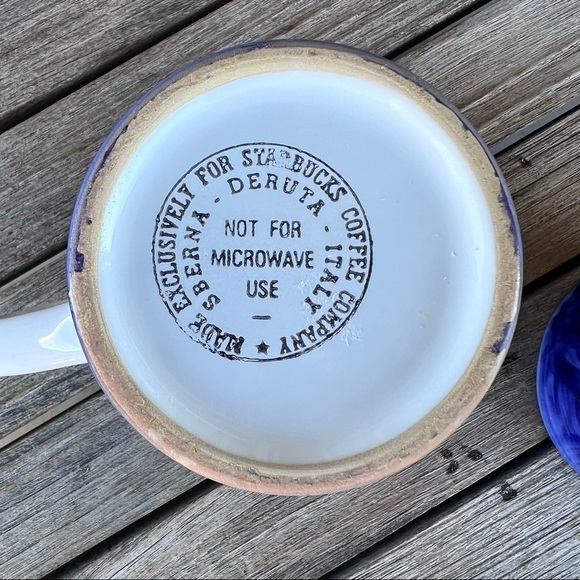 MADE EXCLUSIVELY FOR STARBUCKS COFFEE COMPANY ★
SBERNA - DERUTA - ITALY
NOT FOR
MICROWAVE
USE